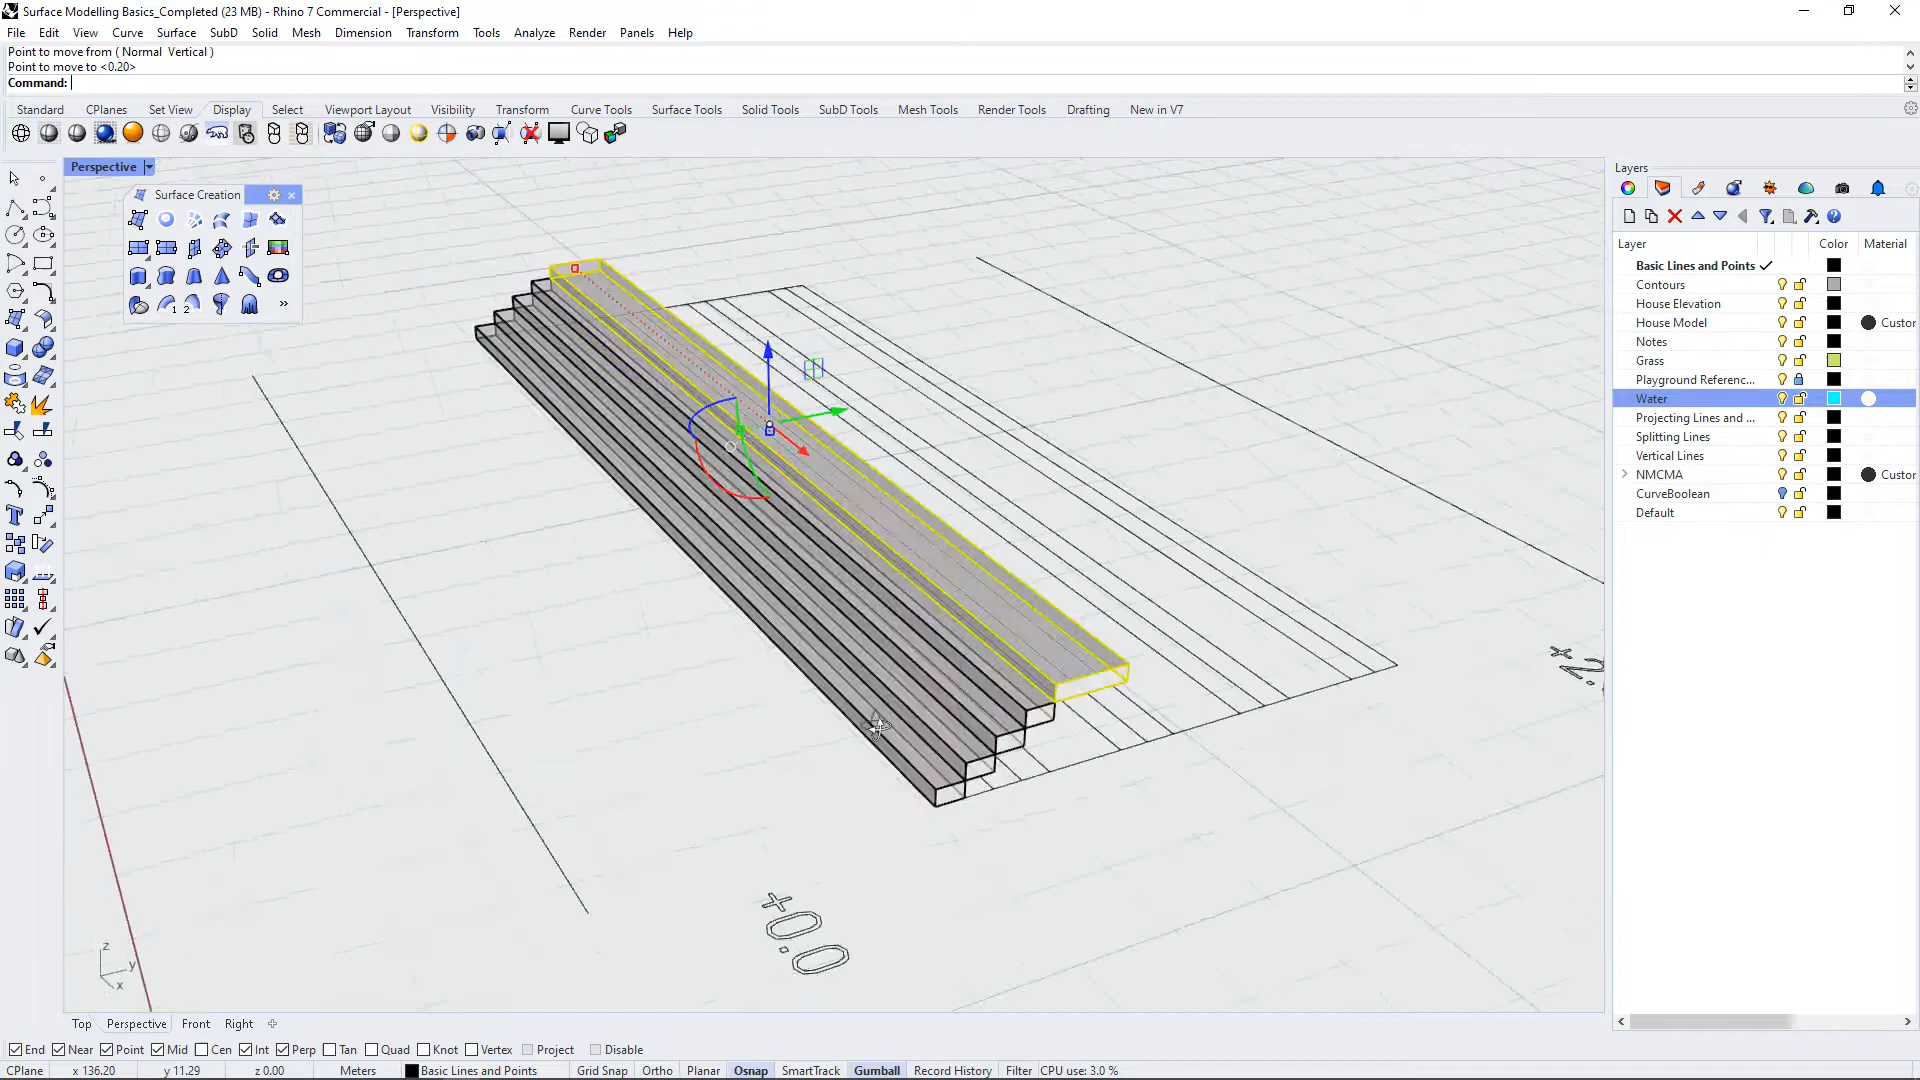 Surface Modelling Basics_Completed (23 MB) - Rhino 7 Commercial - [Perspective]
File Edit View Curve Surface SubD Solid Mesh Dimension Transform Tools Analyze Render Panels Help
Point to move from ( Normal Vertical )
Point to move to <0.20>
Command:
Standard CPlanes Set View Display Select Viewport Layout Visibility Transform Curve Tools Surface Tools Solid Tools SubD Tools Mesh Tools Render Tools Drafting New in V7
Perspective
Surface Creation
Layers
Layer Color Material
Basic Lines and Points
Contours
House Elevation
House Model Custor
Notes
Grass
Playground Referenc...
Water
Projecting Lines and ...
Splitting Lines
Vertical Lines
NMCMA Custor
CurveBoolean
Default
+0.0
z
y
x
Top Perspective Front Right
End Near Point Mid Cen Int Perp Tan Quad Knot Vertex Project Disable
CPlane x 136.20 y 11.29 z 0.00 Meters Basic Lines and Points Grid Snap Ortho Planar Osnap SmartTrack Gumball Record History Filter CPU use: 3.0 %